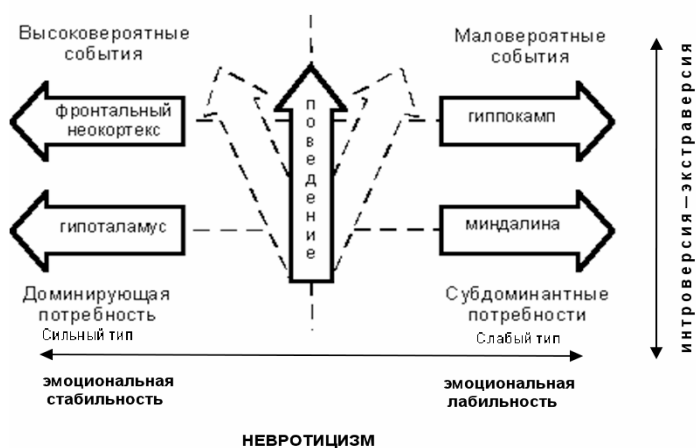 Высоковероятные
события
Маловероятные
события
фронтальный
неокортекс
поведение
гиппокамп
гипоталамус
миндалина
Доминирующая
потребность
Сильный тип
Субдоминантные
потребности
Слабый тип
эмоциональная
стабильность
эмоциональная
лабильность
НЕВРОТИЦИЗМ
интроверсия—экстраверсия